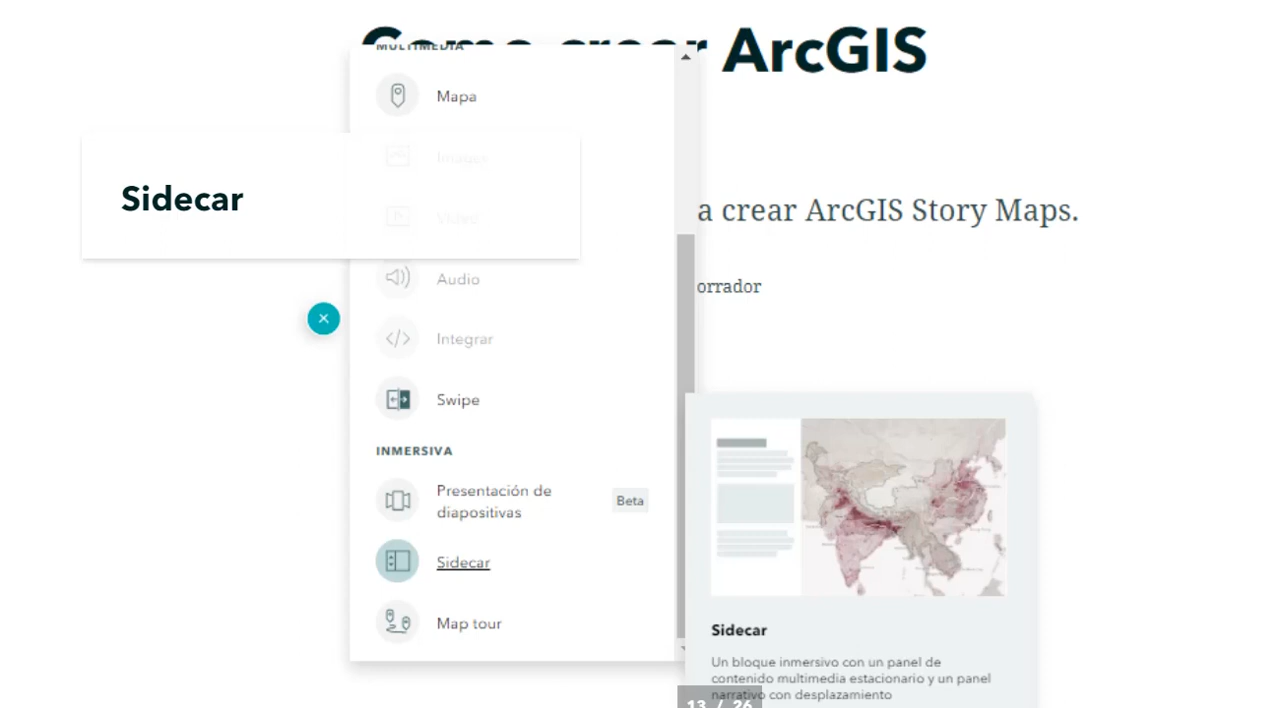 Como crear ArcGIS
MULTIMEDIA
Mapa
Imagen
Sidecar
Video
a crear ArcGIS Story Maps.
Audio
orrador
Integrar
Swipe
INMERSIVA
Presentación de
diapositivas
Beta
Sidecar
Map tour
Sidecar
Un bloque inmersivo con un panel de
contenido multimedia estacionario y un panel
narrativo con desplazamiento
13 / 26